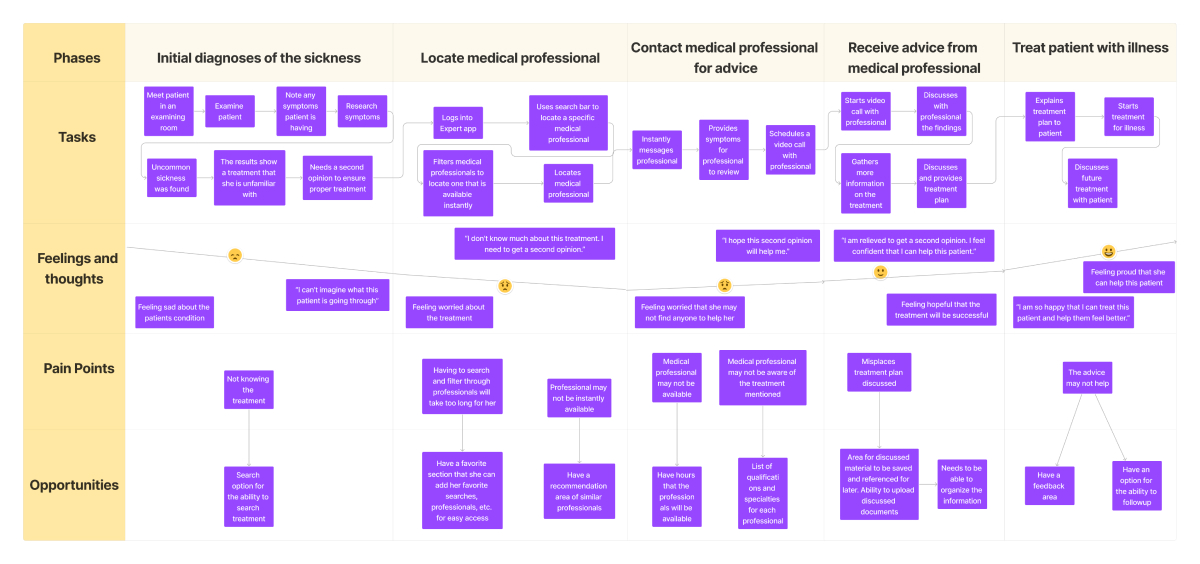 Phases
Initial diagnoses of the sickness
Locate medical professional
Contact medical professional
for advice
Receive advice from
medical professional
Treat patient with illness
Tasks
Meet patient in
an examining
room
Examine
patient
Note any
symptoms
patient is
having
Research
symptoms
Uncommon
sickness
was found
The results show
a treatment that
she is unfamiliar
with
Needs a second
opinion to ensure
proper treatment
Logs into
Expert app
Uses search bar to
locate a specific
medical
professional
Filters medical
professionals to
locate one that is
available
instantly
Locates
medical
professional
Instantly
messages
professional
Provides
symptoms
for
professional
to review
Schedules a
video call
with
professional
Starts video
call with
professional
Discusses
with
professional
the findings
Gathers
more
information
on the
treatment
Discusses
and provides
treatment
plan
Explains
treatment
plan to
patient
Starts
treatment
for illness
Discusses
future
treatment
with patient
Feelings and
thoughts
Feeling sad about the
patients condition
“I can't imagine what this
patient is going through”
“I don't know much about this treatment. I
need to get a second opinion.”
Feeling worried about
the treatment
“I hope this second opinion
will help me.”
Feeling worried that she may
not find anyone to help her
“I am relieved to get a second opinion. I feel
confident that I can help this patient.”
Feeling hopeful that the
treatment will be successful
Feeling proud that she
can help this patient
“I am so happy that I can treat this
patient and help them feel better.”
Pain Points
Not knowing
the
treatment
Having to search
and filter through
professionals will
take too long for her
Professional may
not be instantly
available
Medical
professional
may not be
available
Medical professional
may not be aware of
the treatment
mentioned
Misplaces
treatment plan
discussed
The advice
may not help
Opportunities
Search
option for
the ability to
search
treatment
Have a favorite
section that she can
add her favorite
searches,
professionals, etc.
for easy access
Have a
recommendation
area of similar
professionals
Have hours
that the
profession
als will be
available
List of
qualificati
ons and
specialties
for each
professional
Area for discussed
material to be saved
and referenced for
later. Ability to upload
discussed
documents
Needs to be
able to
organize the
information
Have a
feedback
area
Have an
option for
the ability to
followup